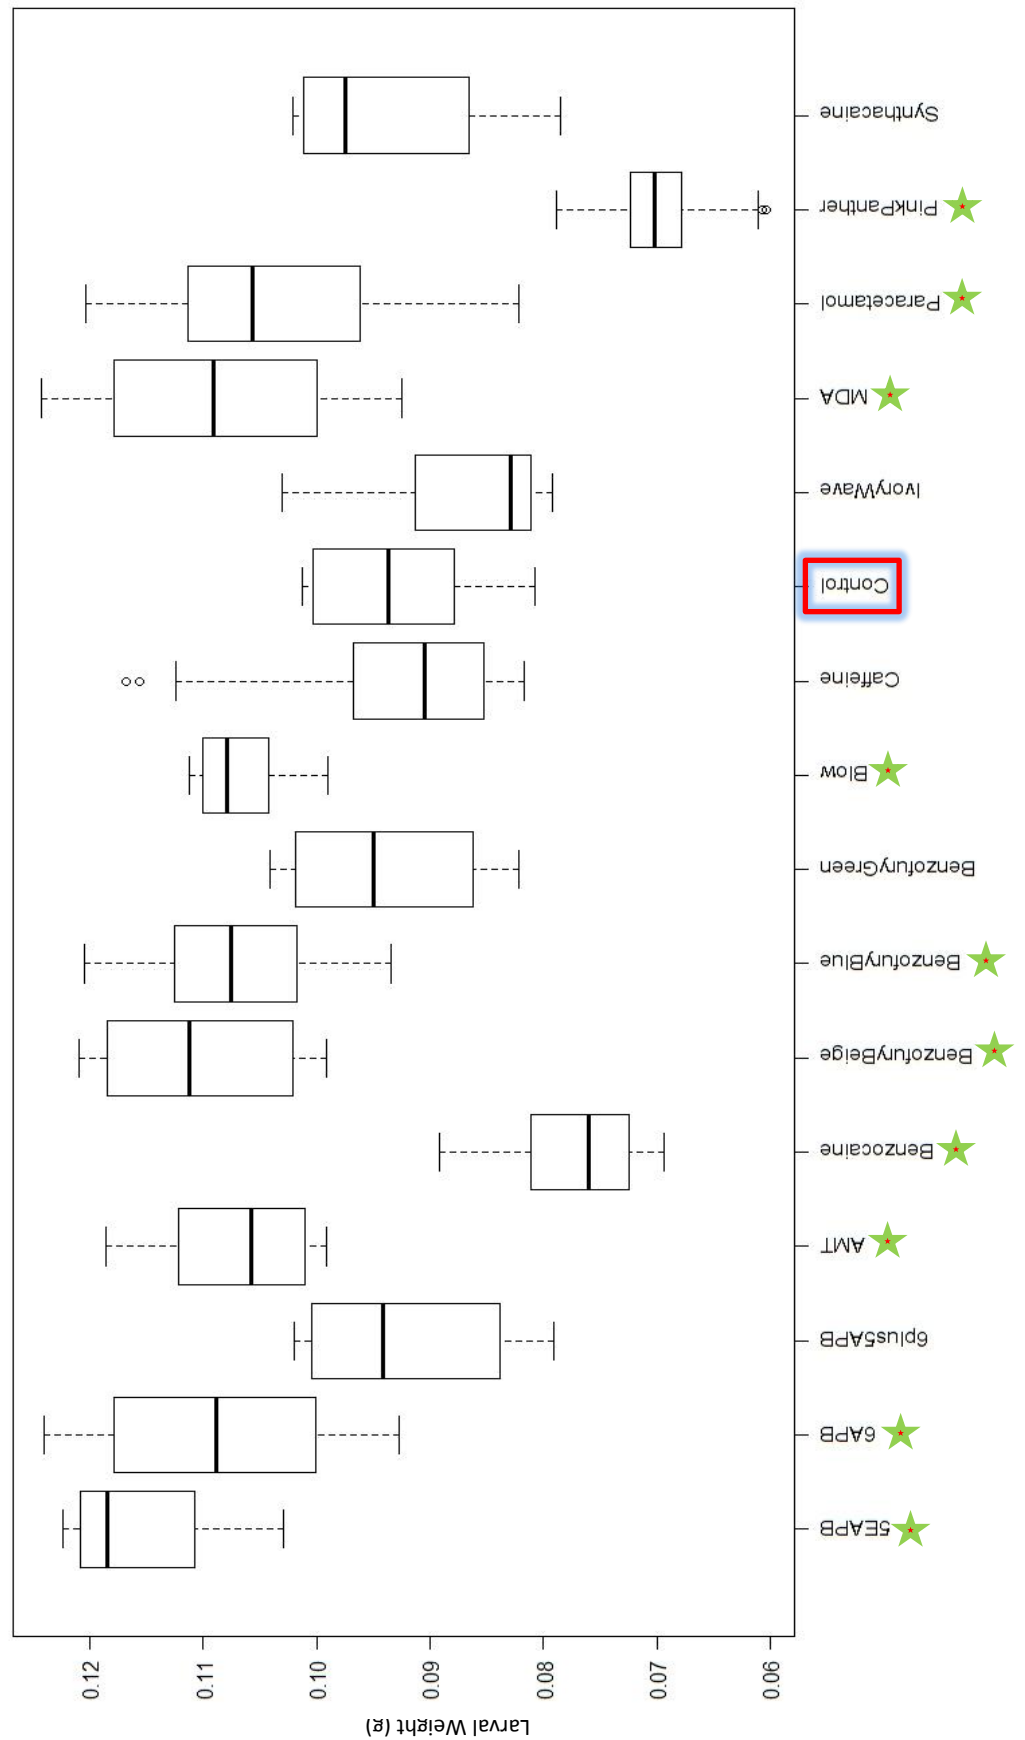 Synthacaine
PinkPanther
Paracetamol
MDA
IvoryWave
Control
Caffeine
Blow
BenzofuryGreen
BenzofuryBlue
BenzofuryBeige
Benzocaine
AMT
6plus5APB
6APB
5EAPB
0.12
0.11
0.10
0.09
0.08
0.07
0.06
Larval Weight (g)